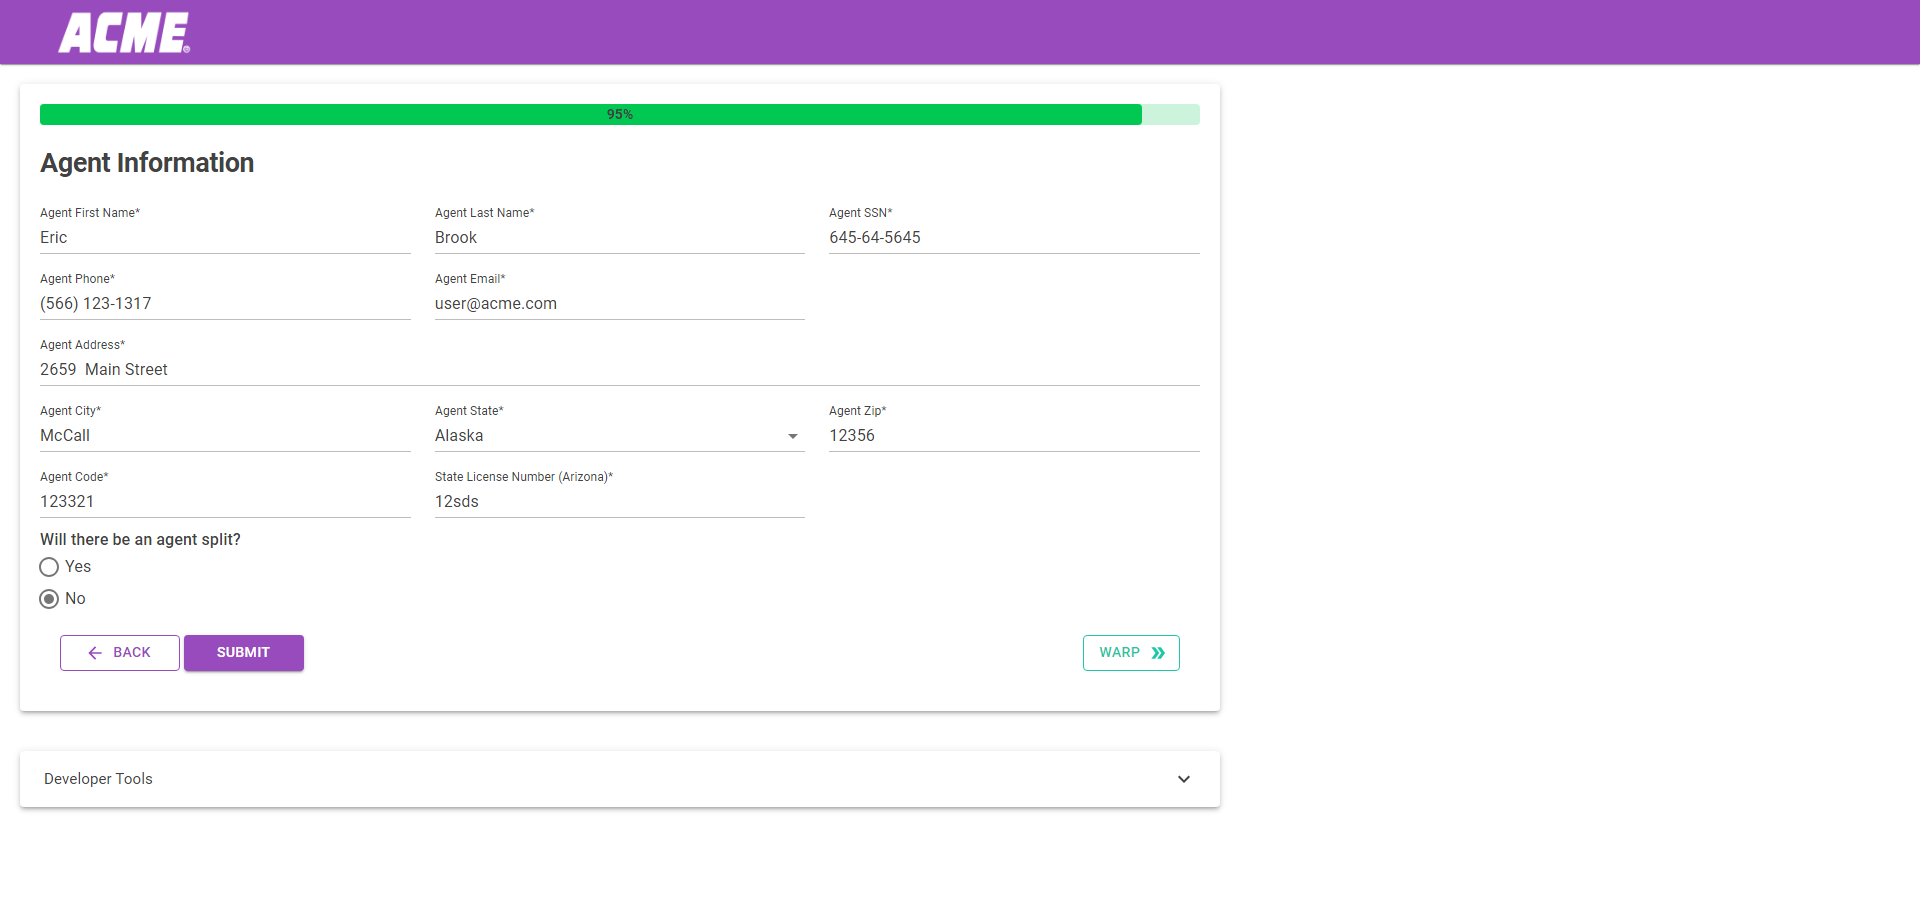 ACME®
95%
Agent Information
Agent First Name* Agent Last Name* Agent SSN*
Eric Brook 645-64-5645
Agent Phone* Agent Email*
(566) 123-1317 user@acme.com
Agent Address*
2659  Main Street
Agent City* Agent State* Agent Zip*
McCall Alaska 12356
Agent Code* State License Number (Arizona)*
123321 12sds
Will there be an agent split?
Yes
No
BACK SUBMIT WARP
Developer Tools